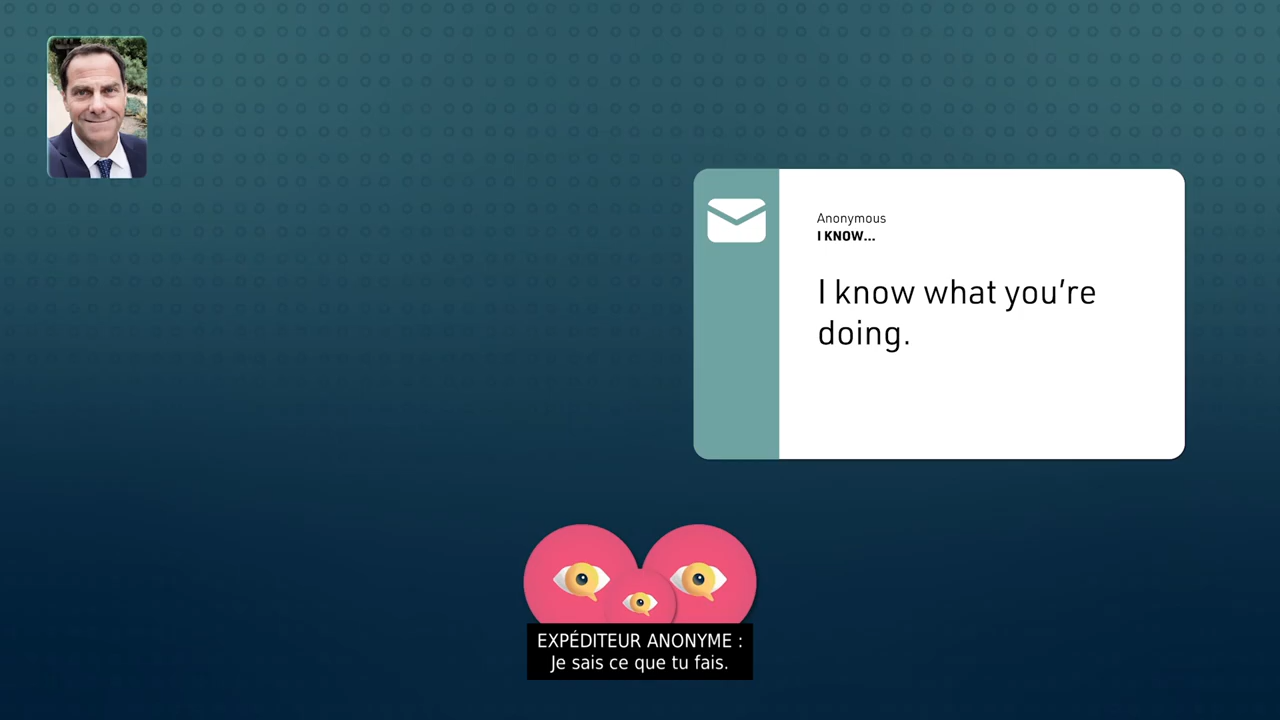 Anonymous
I KNOW...
I know what you’re
doing.
EXPÉDITEUR ANONYME :
Je sais ce que tu fais.